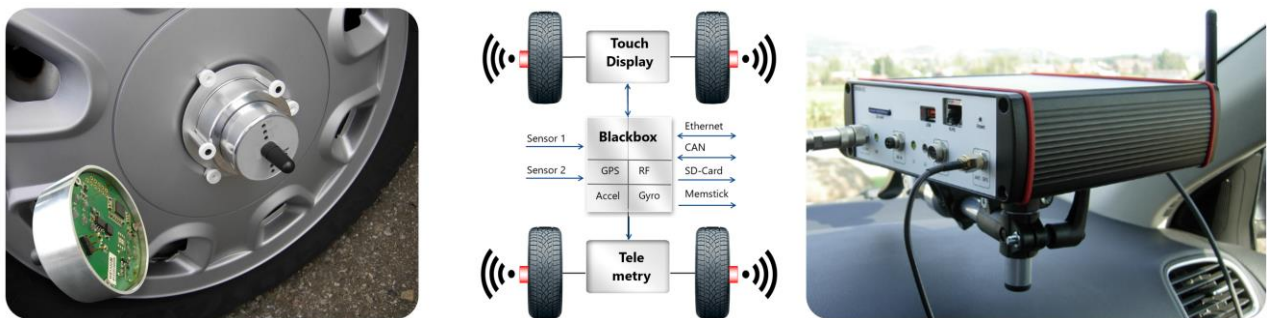 Touch
Display
Sensor 1
Sensor 2
Blackbox
GPS
RF
Accel
Gyro
Ethernet
CAN
SD-Card
Memstick
Tele
metry